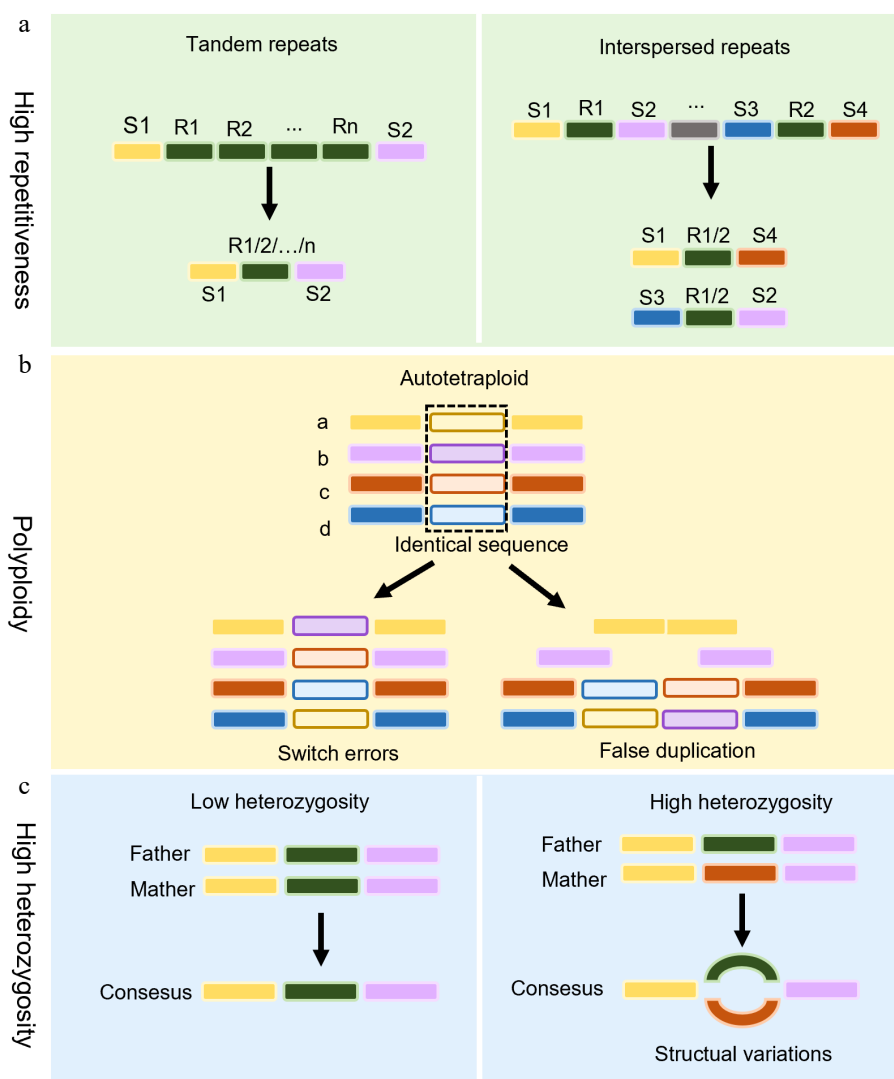 a
High repetitiveness
Tandem repeats
S1 R1 R2 ... Rn S2
R1/2/.../n
S1 S2
Interspersed repeats
S1 R1 S2 ... S3 R2 S4
S1 R1/2 S4
S3 R1/2 S2
b
Polyploidy
Autotetraploid
a
b
c
d
Identical sequence
Switch errors
False duplication
c
High heterozygosity
Low heterozygosity
Father
Mather
Consesus
High heterozygosity
Father
Mather
Consesus
Structual variations